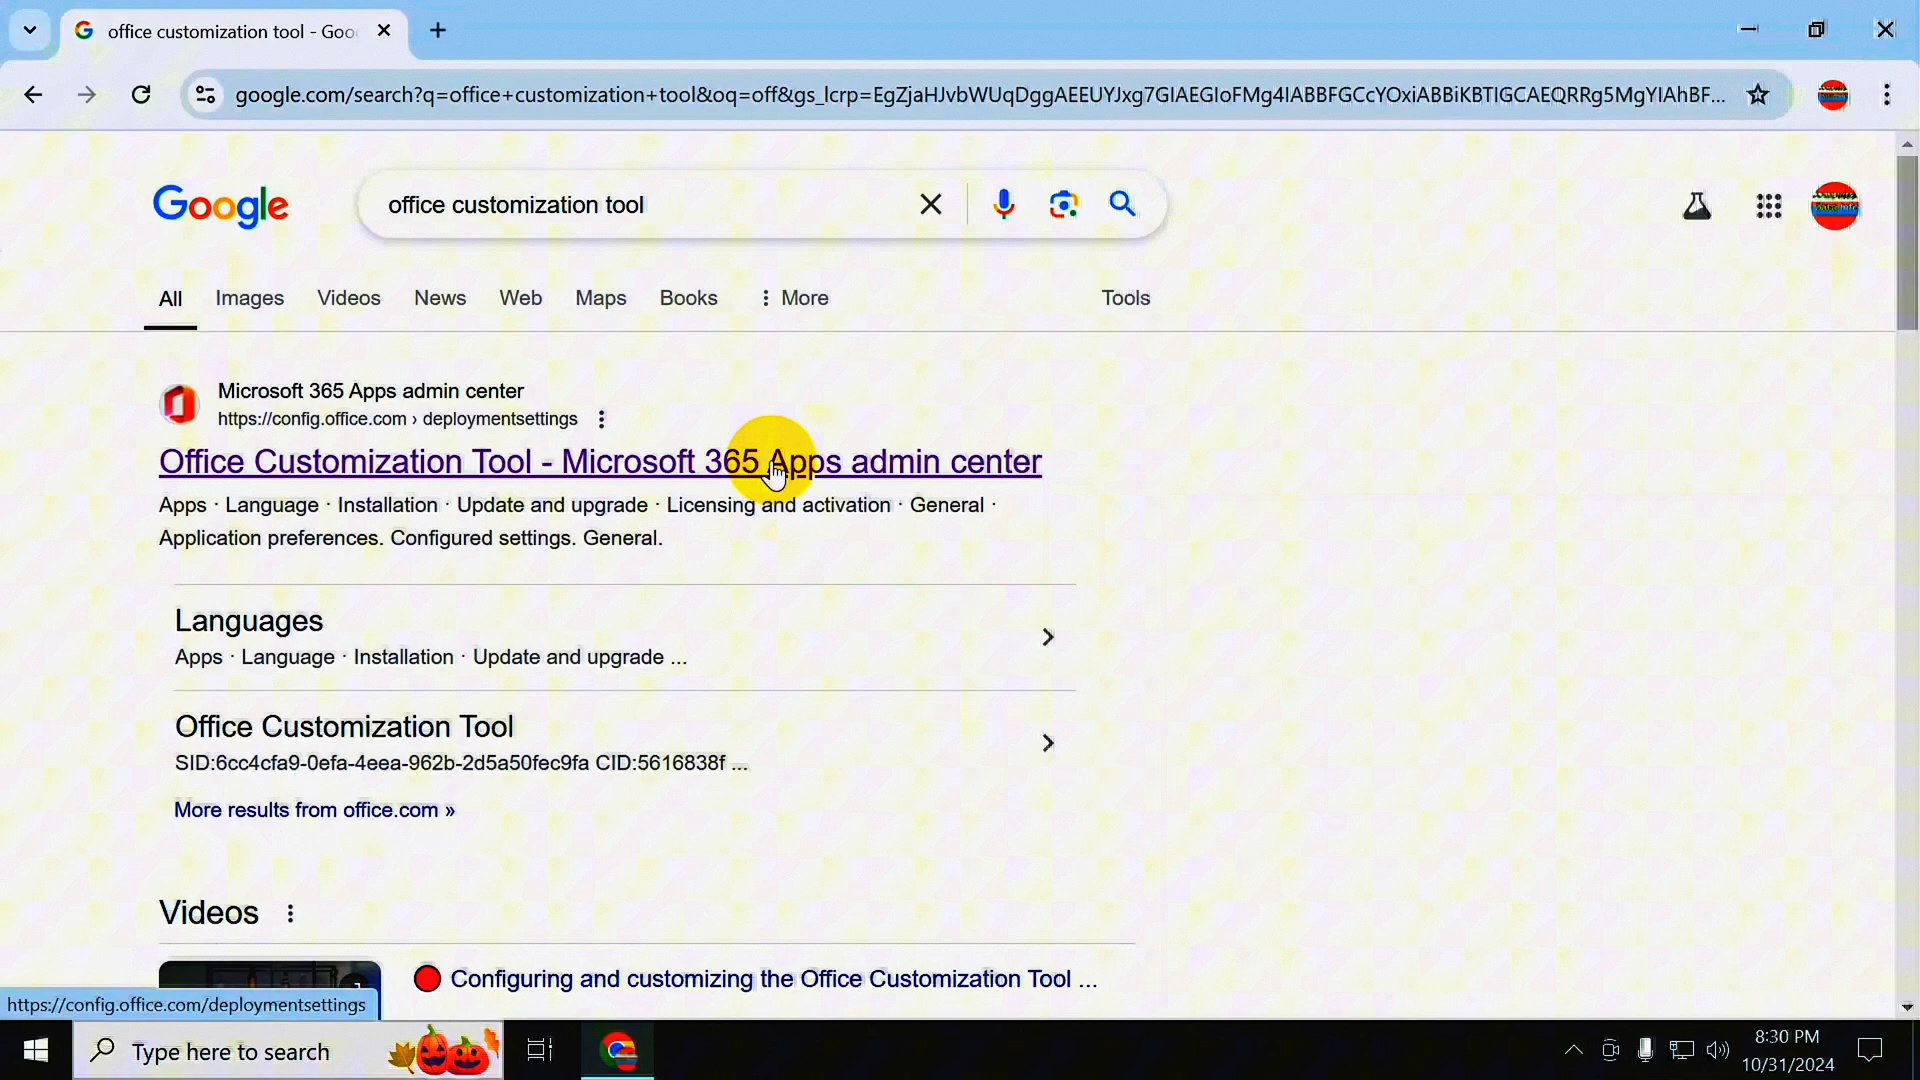 office customization tool - Goo
google.com/search?q=office+customization+tool&oq=off&gs_lcrp=EgZjaHJvbWUqDggAEEUYJxg7GIAEGIoFMg4IABBFGCcYOxiABBiKBTIGCAEQRRg5MgYIAhBF...
Google
office customization tool
All Images Videos News Web Maps Books More Tools
Microsoft 365 Apps admin center
https://config.office.com › deploymentsettings
Office Customization Tool - Microsoft 365 Apps admin center
Apps · Language · Installation · Update and upgrade · Licensing and activation · General ·
Application preferences. Configured settings. General.
Languages
Apps · Language · Installation · Update and upgrade ...
Office Customization Tool
SID:6cc4cfa9-0efa-4eea-962b-2d5a50fec9fa CID:5616838f ...
More results from office.com »
Videos
Configuring and customizing the Office Customization Tool ...
https://config.office.com/deploymentsettings
Type here to search
8:30 PM
10/31/2024